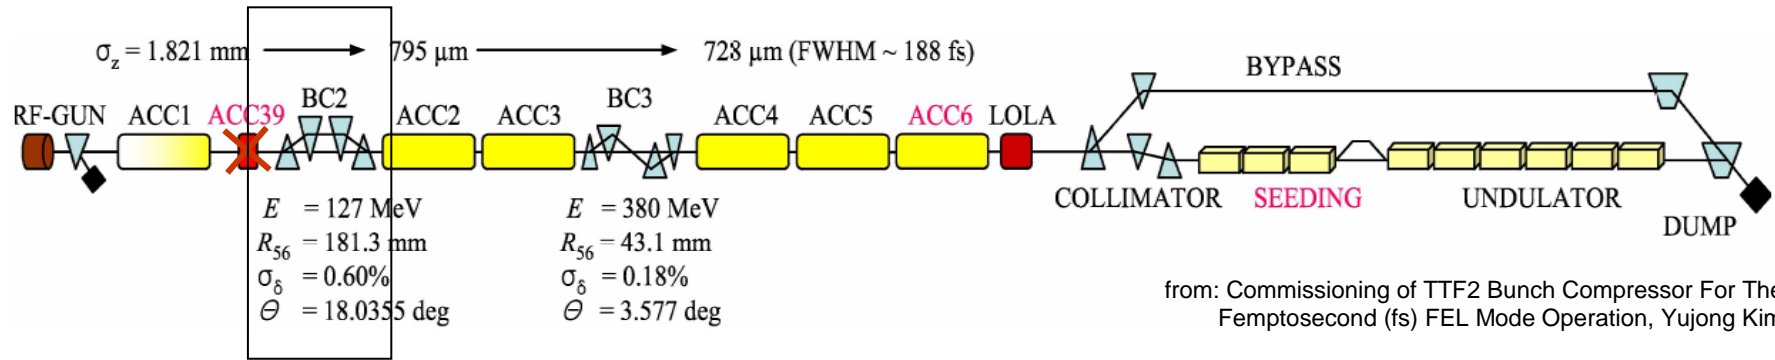 σz = 1.821 mm 795 μm 728 μm (FWHM ~ 188 fs)
BYPASS
RF-GUN ACC1 ACC39 BC2 ACC2 ACC3 BC3 ACC4 ACC5 ACC6 LOLA
COLLIMATOR SEEDING UNDULATOR
DUMP
E = 127 MeV
R56 = 181.3 mm
σδ = 0.60%
Θ = 18.0355 deg
E = 380 MeV
R56 = 43.1 mm
σδ = 0.18%
Θ = 3.577 deg
from: Commissioning of TTF2 Bunch Compressor For The
Femptosecond (fs) FEL Mode Operation, Yujong Kim